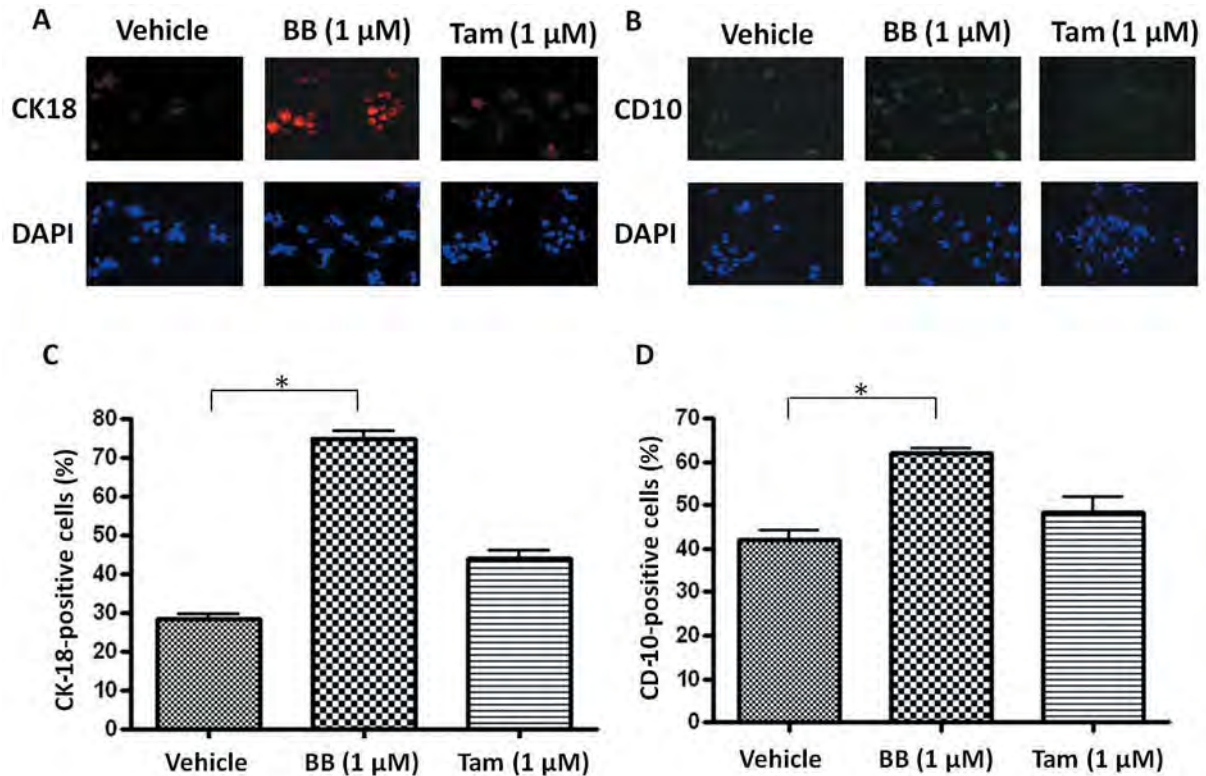 A
Vehicle BB (1 µM) Tam (1 µM)
CK18
DAPI
B
Vehicle BB (1 µM) Tam (1 µM)
CD10
DAPI
C
*
CK-18-positive cells (%)
80
70
60
50
40
30
20
10
0
Vehicle BB (1 µM) Tam (1 µM)
D
*
CD-10-positive cells (%)
70
60
50
40
30
20
10
0
Vehicle BB (1 µM) Tam (1 µM)